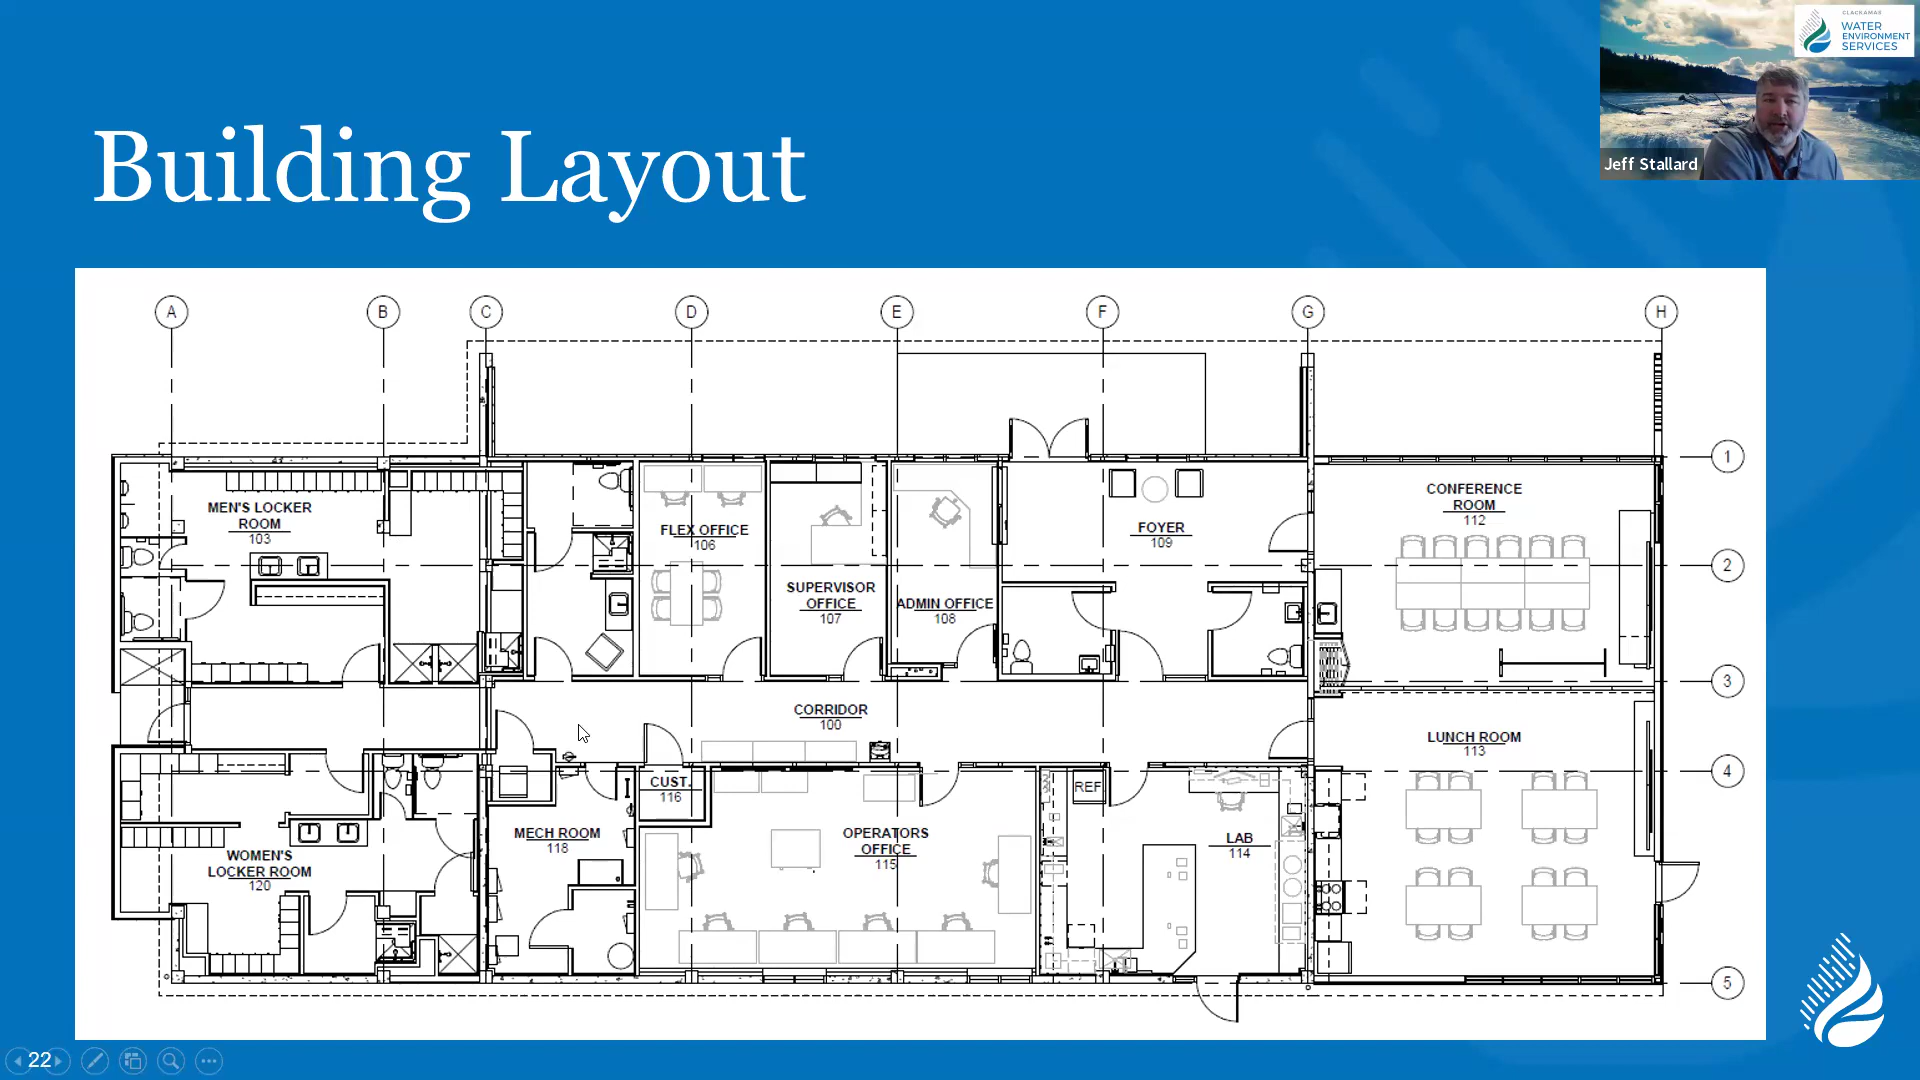 CLACKAMAS
WATER
ENVIRONMENT
SERVICES
Jeff Stallard
Building Layout
A
B
C
D
E
F
G
H
1
2
3
4
5
MEN'S LOCKER
ROOM
103
FLEX OFFICE
106
SUPERVISOR
OFFICE
107
ADMIN OFFICE
108
FOYER
109
CONFERENCE
ROOM
112
CORRIDOR
100
LUNCH ROOM
113
CUST.
116
REF
MECH ROOM
118
OPERATORS
OFFICE
115
LAB
114
WOMEN'S
LOCKER ROOM
120
22